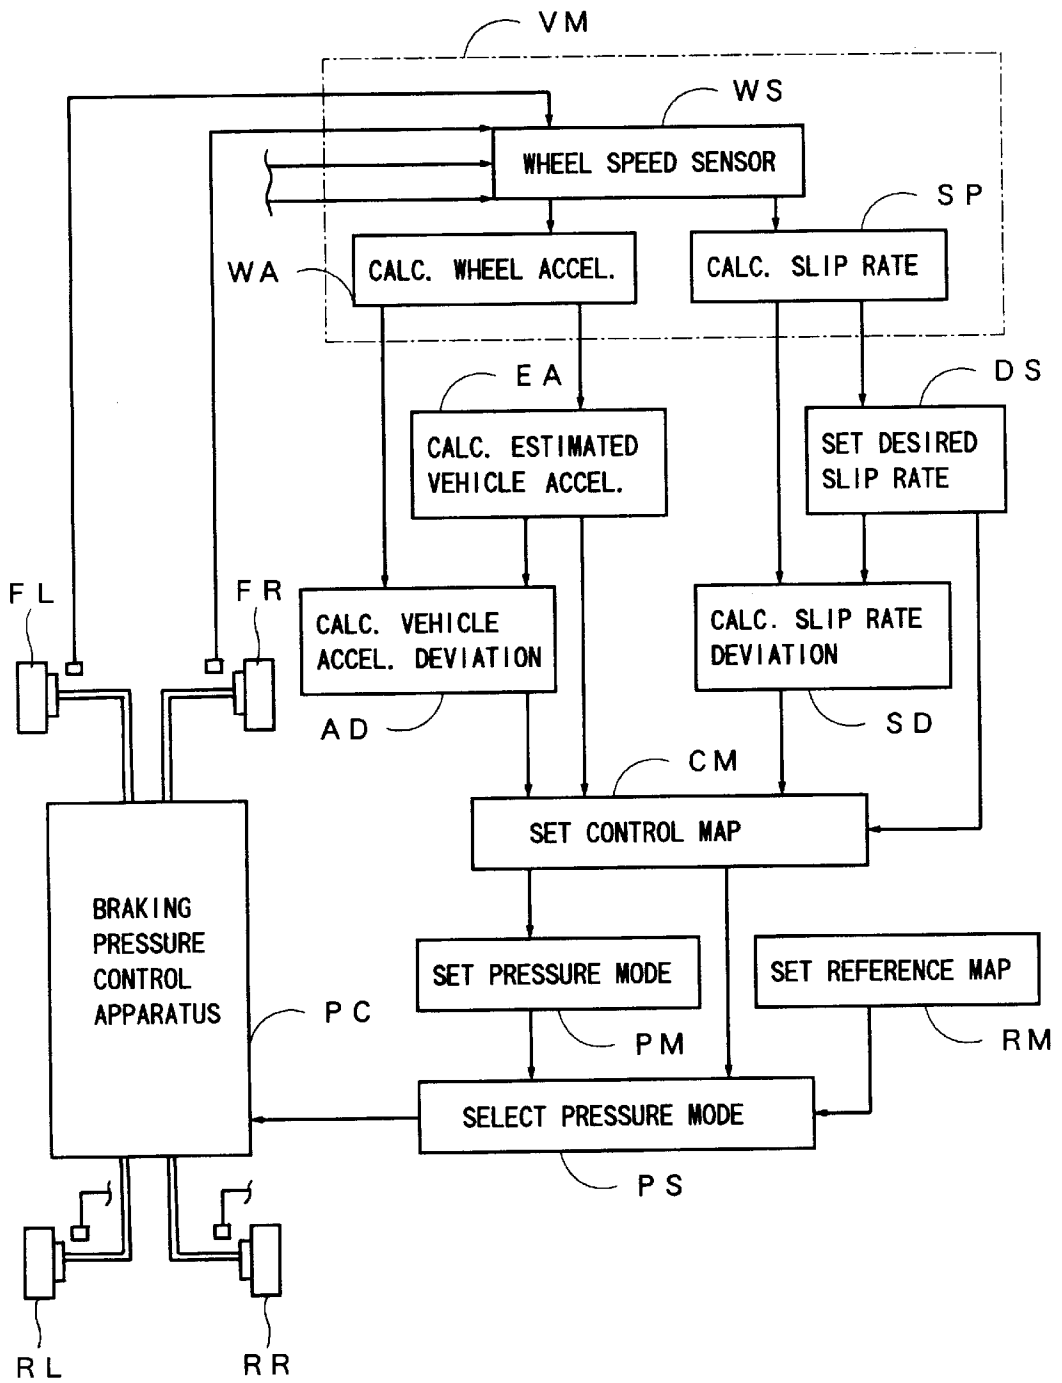 VM
WS
WHEEL SPEED SENSOR
SP
WA
CALC. WHEEL ACCEL.
CALC. SLIP RATE
EA
DS
CALC. ESTIMATED
VEHICLE ACCEL.
SET DESIRED
SLIP RATE
FL
FR
CALC. VEHICLE
ACCEL. DEVIATION
CALC. SLIP RATE
DEVIATION
AD
SD
CM
SET CONTROL MAP
BRAKING
PRESSURE
CONTROL
APPARATUS
PC
SET PRESSURE MODE
SET REFERENCE MAP
PM
RM
SELECT PRESSURE MODE
PS
RL
RR